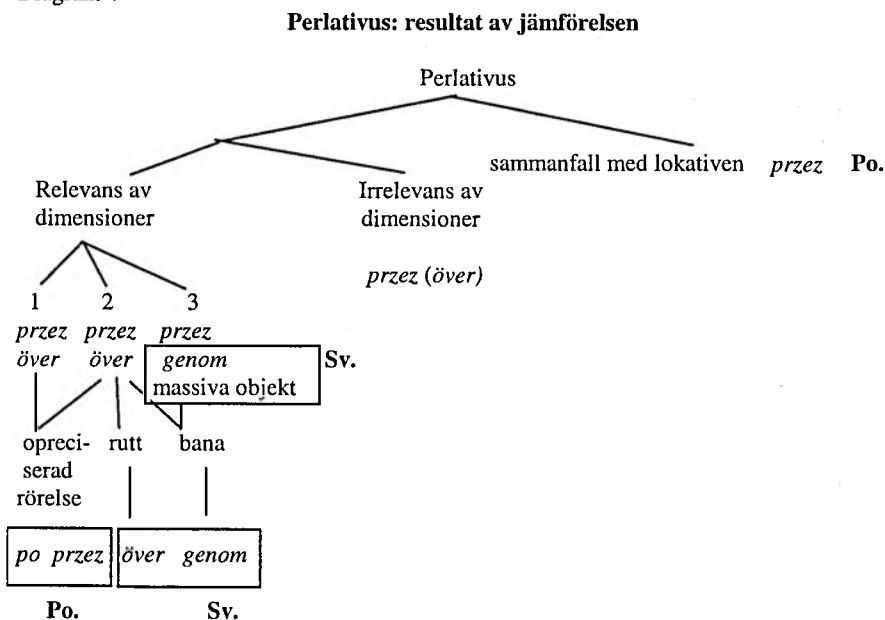 Perlativus: resultat av jämförelsen
Perlativus
sammanfall med lokativen przez Po.
Relevans av
dimensioner
Irrelevans av
dimensioner
przez (över)
1 2 3
przez przez przez
över över genom Sv.
massiva objekt
opreci- rutt bana
serad
rörelse
po przez över genom
Po. Sv.